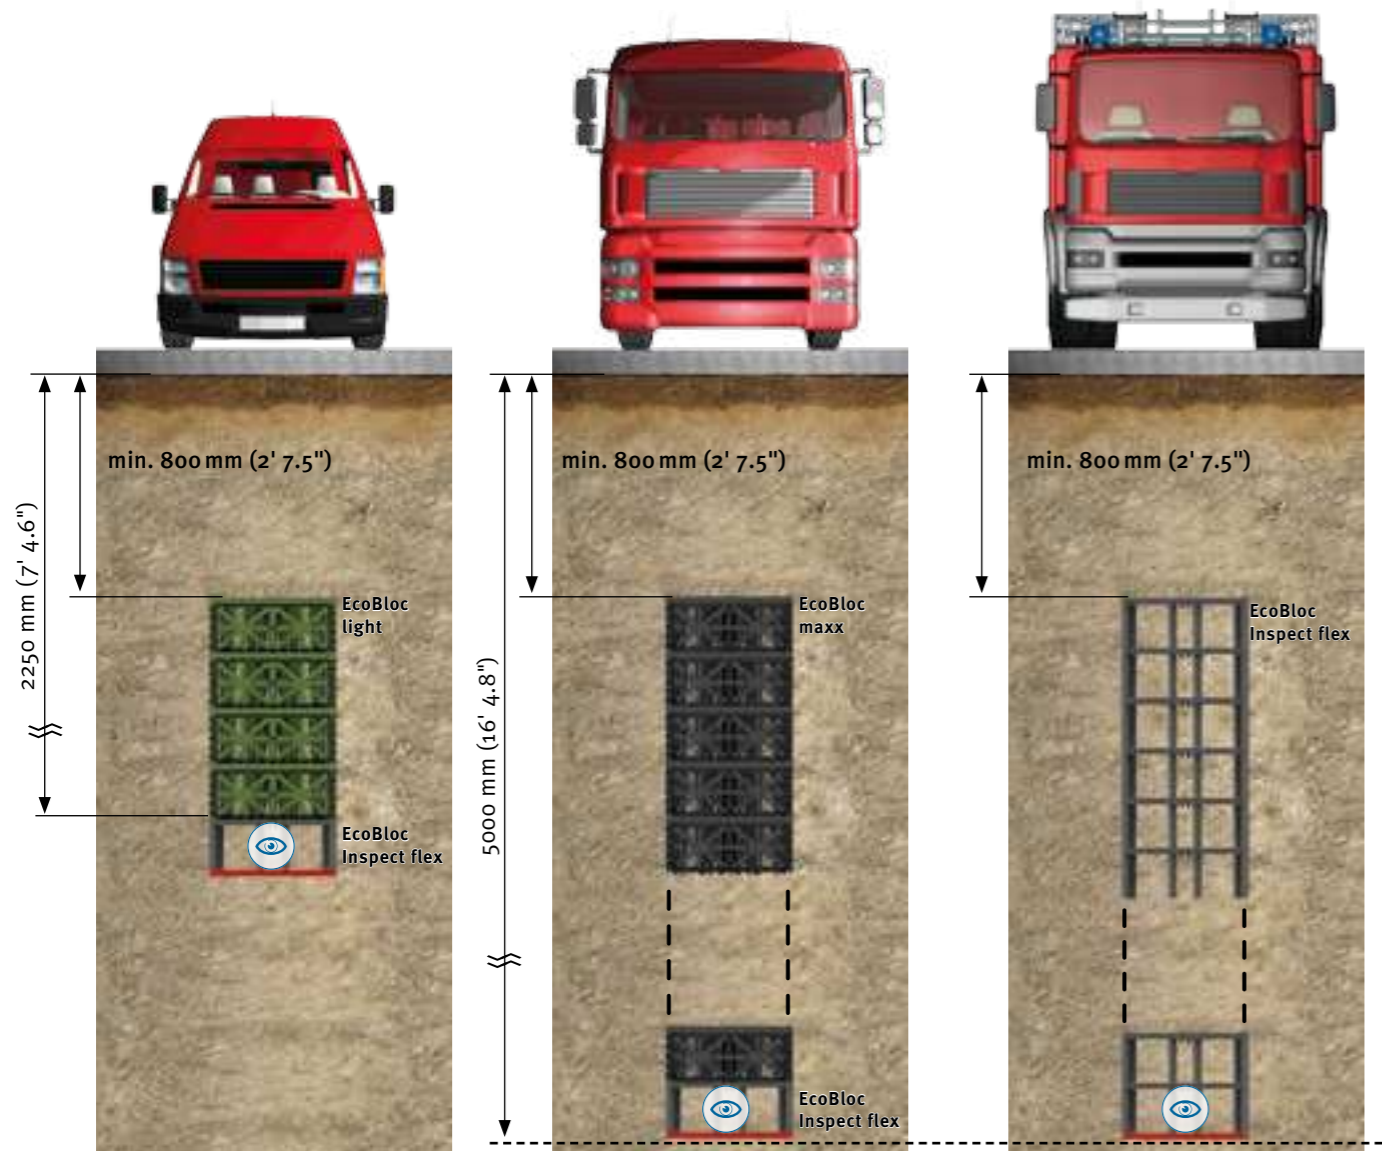 min. 800 mm (2' 7.5")
2250 mm (7' 4.6")
EcoBloc
light
EcoBloc
Inspect flex
min. 800 mm (2' 7.5")
5000 mm (16' 4.8")
EcoBloc
maxx
EcoBloc
Inspect flex
min. 800 mm (2' 7.5")
EcoBloc
Inspect flex